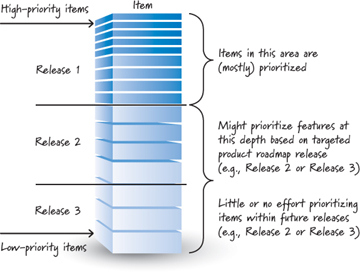 High-priority items
Item
Release 1
Items in this area are
(mostly) prioritized
Release 2
Might prioritize features at
this depth based on targeted
product roadmap release
(e.g., Release 2 or Release 3)
Release 3
Little or no effort prioritizing
items within future releases
(e.g., Release 2 or Release 3)
Low-priority items